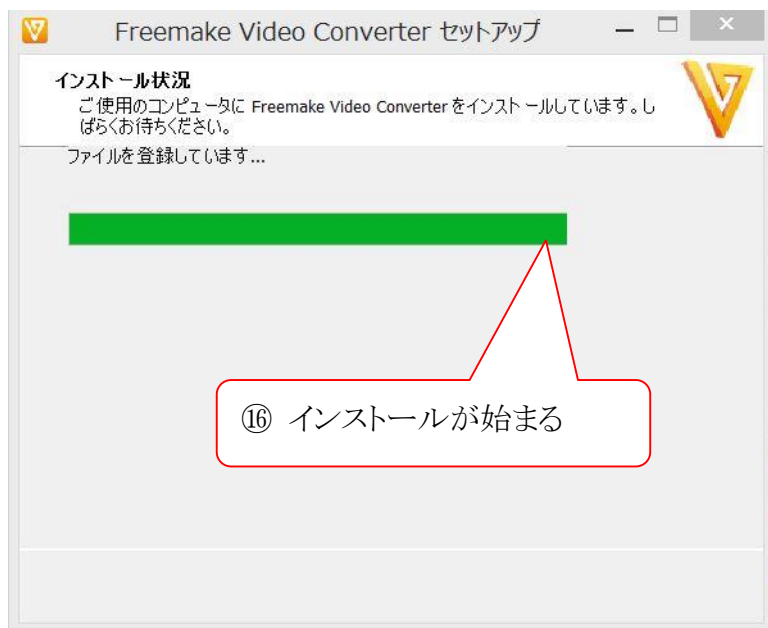 Freemake Video Converter セットアップ
インストール状況
ご使用のコンピュータに Freemake Video Converter をインストールしています。し
ばらくお待ちください。
ファイルを登録しています...
⑯ インストールが始まる